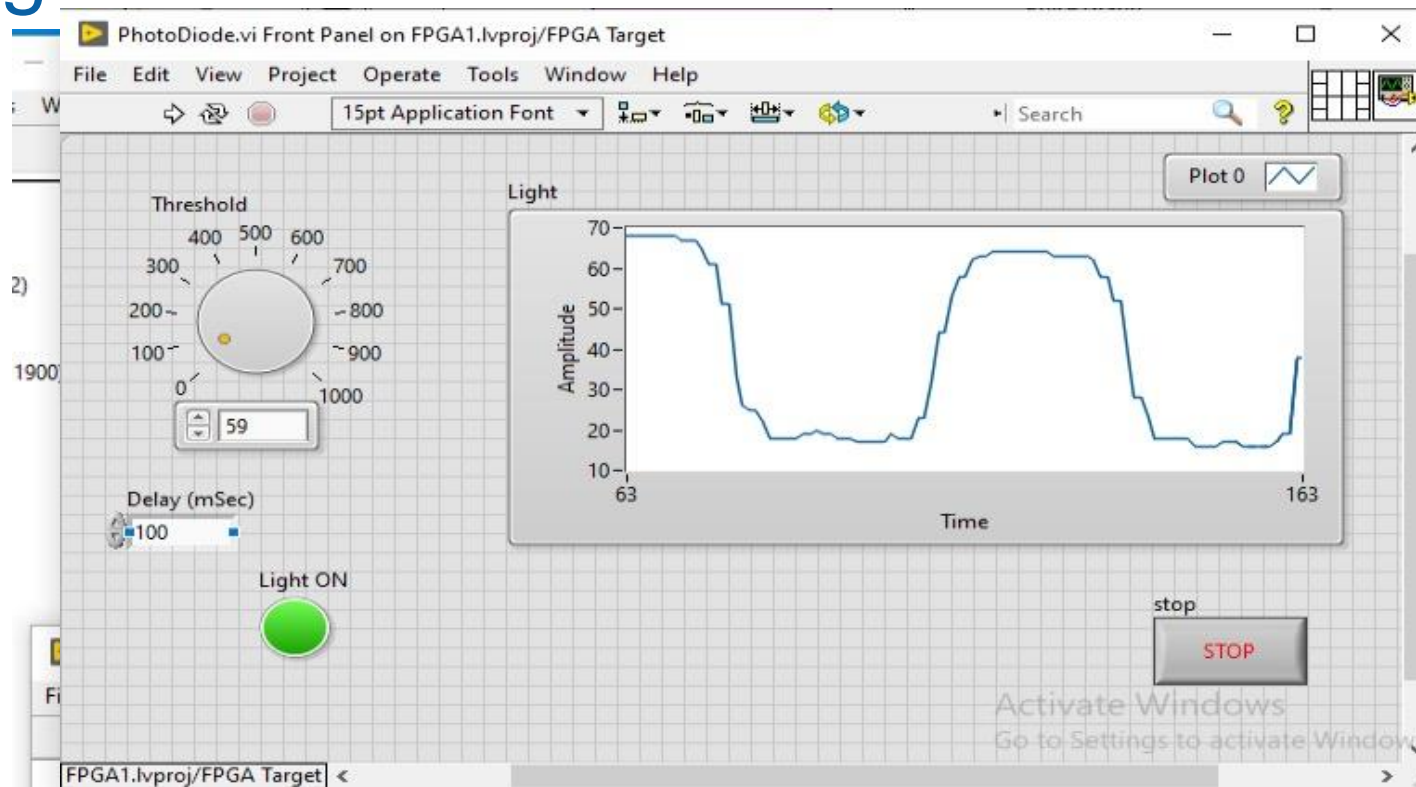 g
PhotoDiode.vi Front Panel on FPGA1.lvproj/FPGA Target
File Edit View Project Operate Tools Window Help
W
15pt Application Font
Search
Threshold
0 100 200 300 400 500 600 700 800 900 1000
59
2)
1900)
Delay (mSec)
100
Light ON
Light
Plot 0
Amplitude
70
60
50
40
30
20
10
63 163
Time
stop
STOP
Fi
Activate Windows
Go to Settings to activate Window
FPGA1.lvproj/FPGA Target